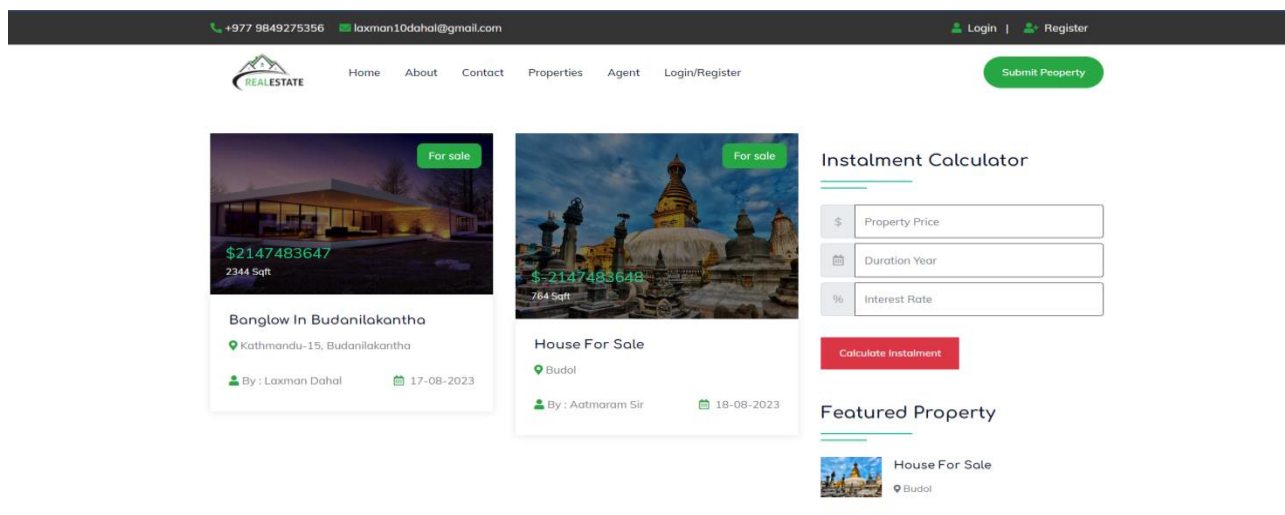 +977 9849275356 laxman10dahal@gmail.com Login | Register
REALESTATE Home About Contact Properties Agent Login/Register Submit Peoperty
For sale
$2147483647
2344 Sqft
Banglow In Budanilakantha
Kathmandu-15, Budanilakantha
By : Laxman Dahal 17-08-2023
For sale
$-2147483648
764 Sqft
House For Sale
Budol
By : Aatmaram Sir 18-08-2023
Instalment Calculator
$ Property Price
Duration Year
% Interest Rate
Calculate Instalment
Featured Property
House For Sale
Budol